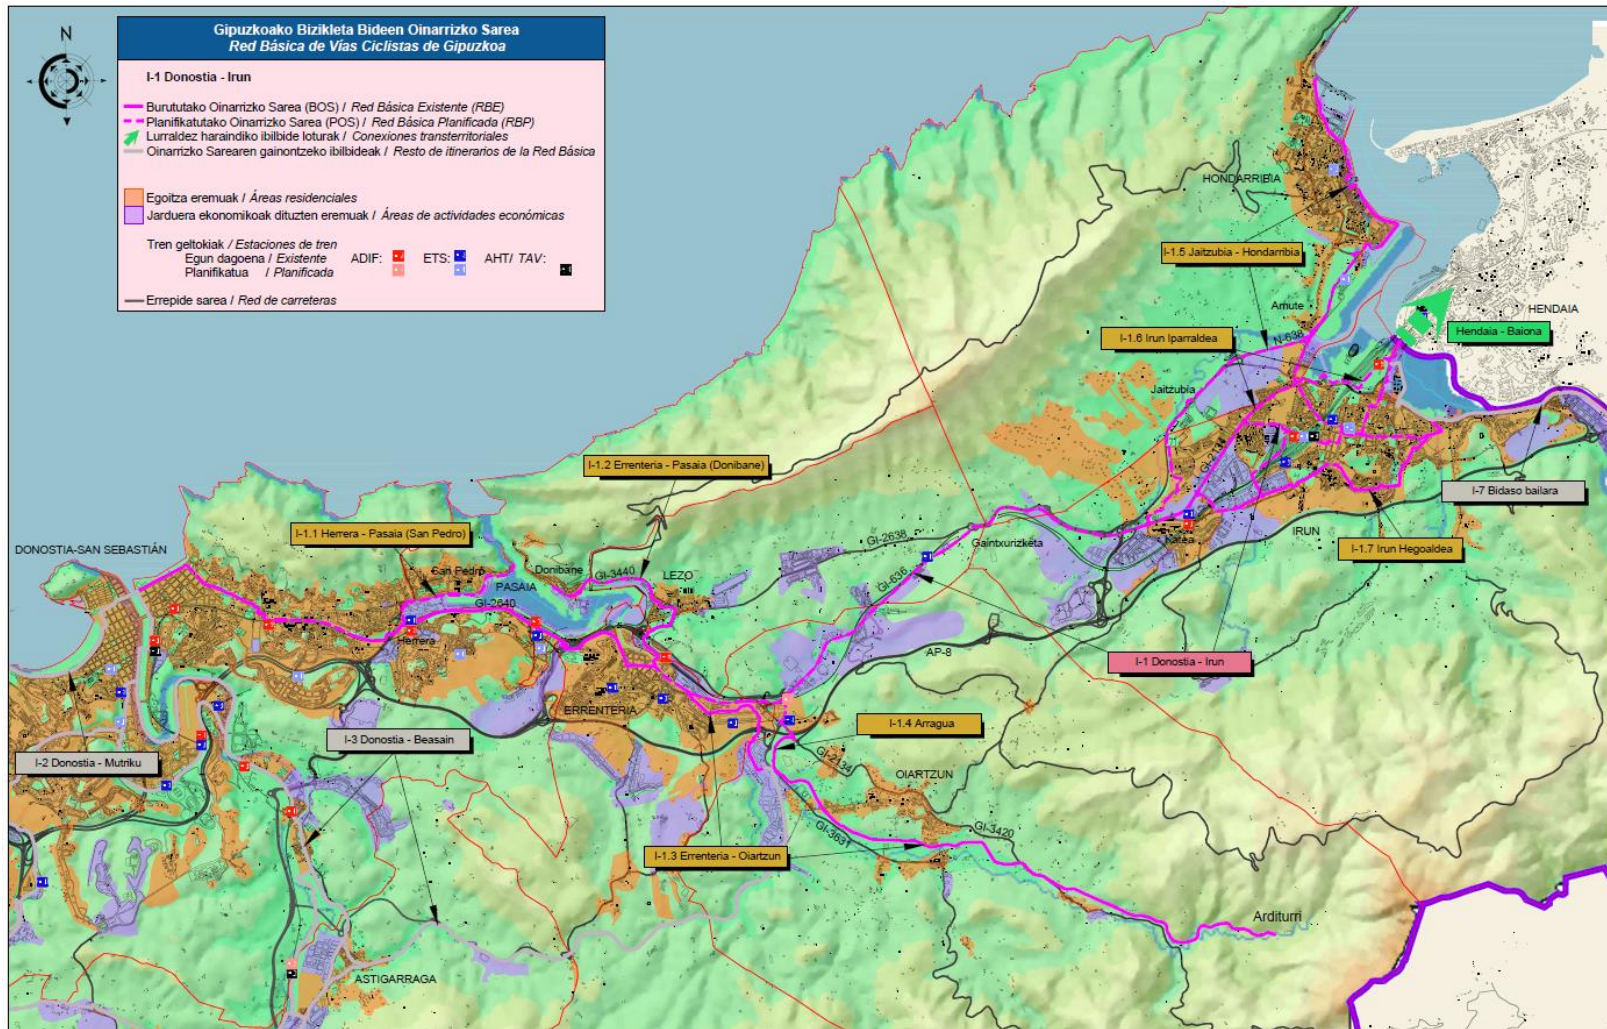 Gipuzkoako Bizikleta Bideen Oinarrizko Sarea
Red Básica de Vías Ciclistas de Gipuzkoa
N
I-1 Donostia - Irun
Burututako Oinarrizko Sarea (BOS) / Red Básica Existente (RBE)
Planifikatutako Oinarrizko Sarea (POS) / Red Básica Planificada (RBP)
Lurraldez haraindiko ibilbide loturak / Conexiones transterritoriales
Oinarrizko Sarearen gainontzeko ibilbideak / Resto de itinerarios de la Red Básica
Egoitza eremuak / Áreas residenciales
Jarduera ekonomikoak dituzten eremuak / Áreas de actividades económicas
Tren geltokiak / Estaciones de tren
Egun dagoena / Existente ADIF: ETS: AHT/ TAV:
Planifikatua / Planificada
Errepide sarea / Red de carreteras
HONDARRIBIA
I-1.5 Jaitzubia - Hondarribia
Amute
HENDAIA
Hendaia - Baiona
I-1.6 Irun Iparraldea
N-638
Jaitzubia
GI-2134
I-1.2 Errenteria - Pasaia (Donibane)
I-7 Bidaso bailara
I-1.1 Herrera - Pasaia (San Pedro)
IRUN
Katea
Gaintxurizketa
GI-2638
I-1.7 Irun Hegoaldea
DONOSTIA-SAN SEBASTIÁN
San Pedro
Donibane
GI-3440
LEZO
PASAIA
GI-636
GI-2640
Herrera
AP-8
I-1 Donostia - Irun
ERRENTERIA
I-1.4 Arragua
I-3 Donostia - Beasain
I-2 Donostia - Mutriku
GI-2134
OIARTZUN
GI-3420
GI-3631
I-1.3 Errenteria - Oiartzun
Arditurri
ASTIGARRAGA